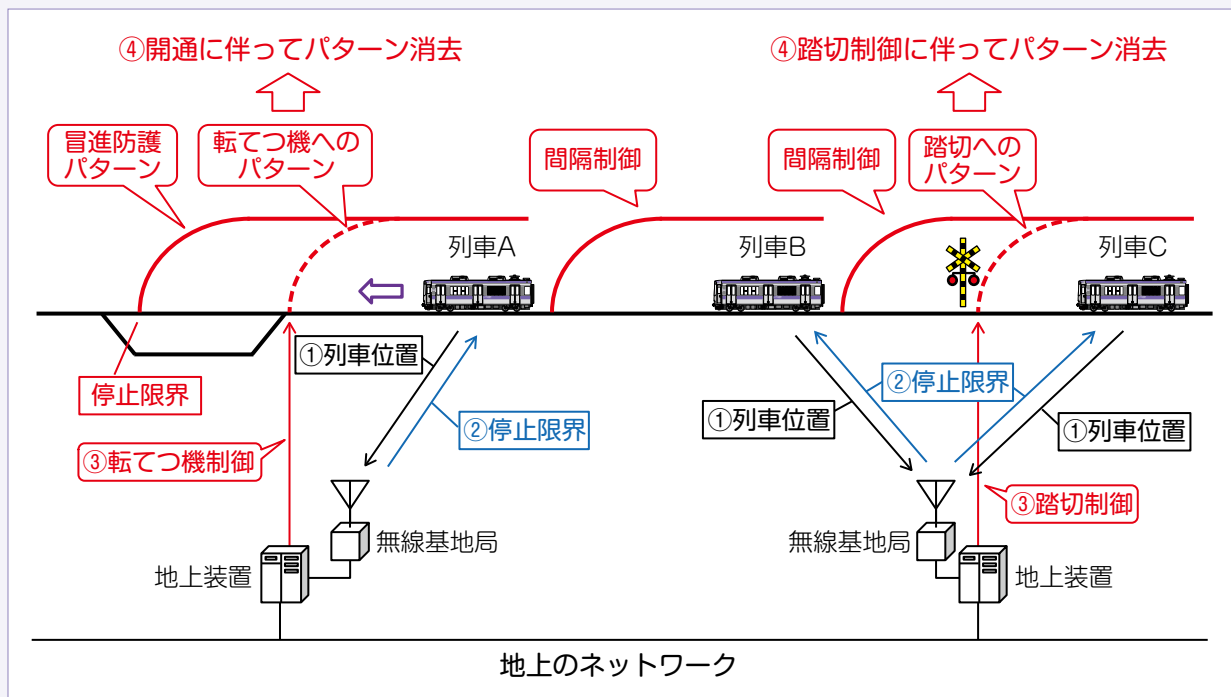 ④開通に伴ってパターン消去
④踏切制御に伴ってパターン消去
冒進防護
パターン
転てつ機への
パターン
間隔制御
間隔制御
踏切への
パターン
列車A
列車B
列車C
停止限界
①列車位置
②停止限界
①列車位置
②停止限界
①列車位置
③転てつ機制御
③踏切制御
無線基地局
地上装置
無線基地局
地上装置
地上のネットワーク